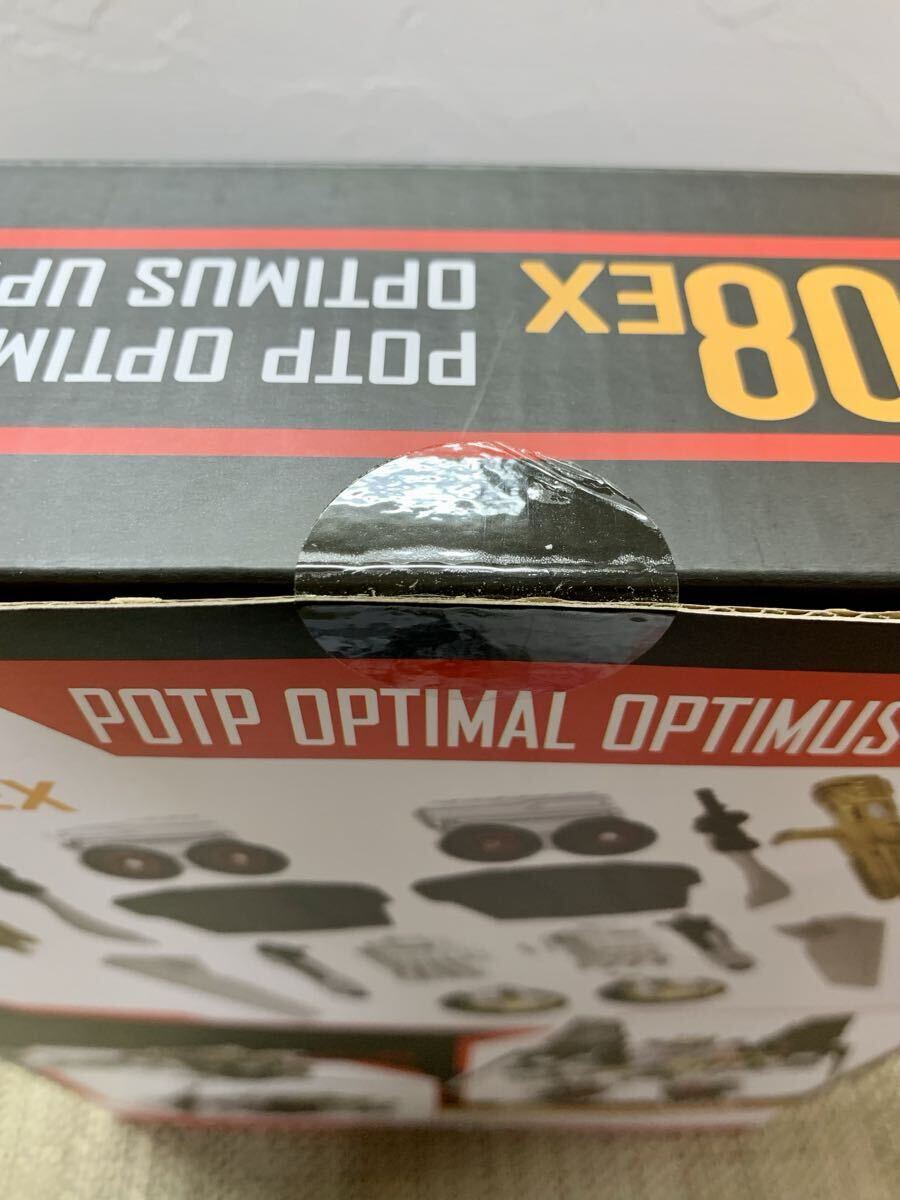 08EX
POTP OPTIM
OPTIMUS UP
POTP OPTIMAL OPTIMUS
EX